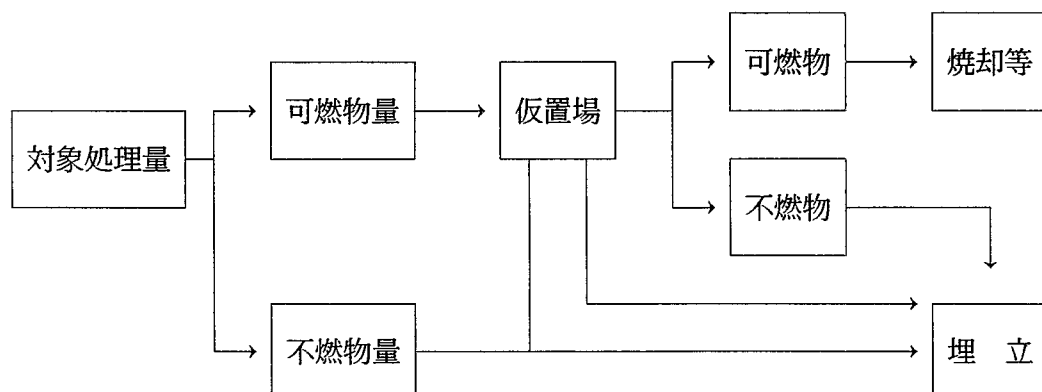 対象処理量
可燃物量
不燃物量
仮置場
可燃物
不燃物
焼却等
埋　立